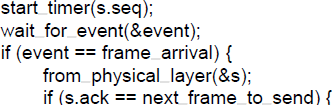 start_timer(s.seq);
wait_for_event(&event);
if (event == frame_arrival) {
from_physical_layer(&s);
if (s.ack == next_frame_to_send) {